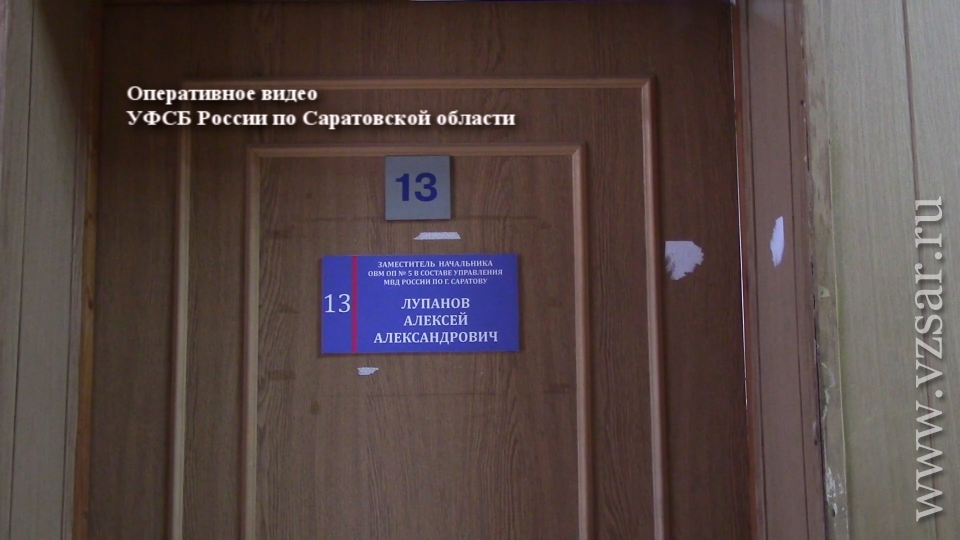 Оперативное видео
УФСБ России по Саратовской области
13
ЗАМЕСТИТЕЛЬ НАЧАЛЬНИКА
ОВМ ОП № 5 В СОСТАВЕ УПРАВЛЕНИЯ
МВД РОССИИ ПО Г. САРАТОВУ
13
ЛУПАНОВ
АЛЕКСЕЙ
АЛЕКСАНДРОВИЧ
www.vzsar.ru